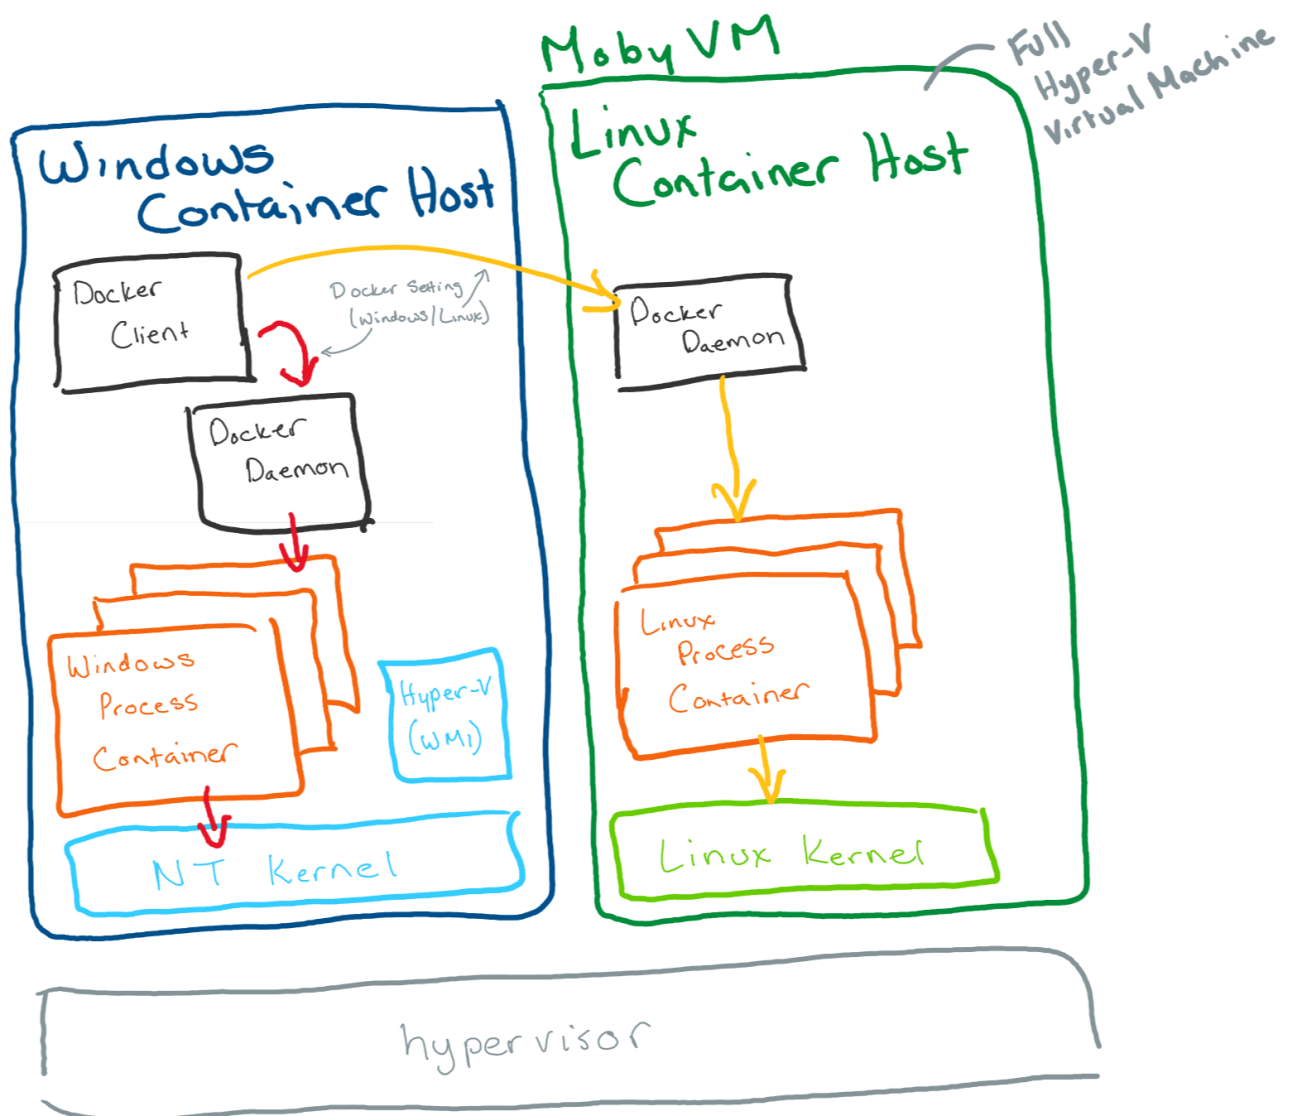 Moby VM
Full
Hyper-V
Virtual Machine
Windows
Container Host
Linux
Container Host
Docker
Client
Docker Setting
(Windows/Linux)
Docker
Daemon
Docker
Daemon
Windows
Process
Container
Hyper-V
(WMI)
Linux
Process
Container
NT Kernel
Linux Kernel
hypervisor